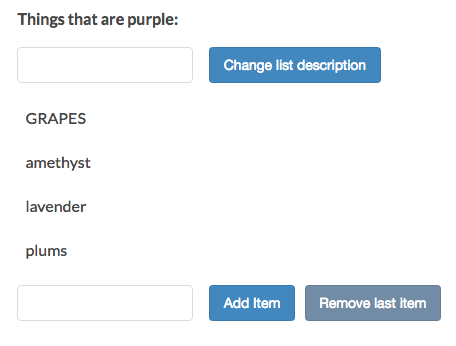 Things that are purple:
Change list description
GRAPES
amethyst
lavender
plums
Add Item Remove last item